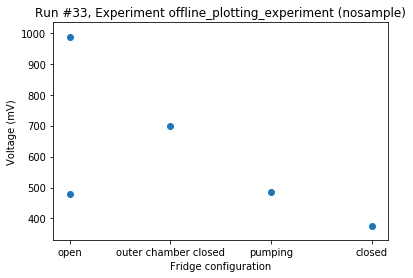 Run #33, Experiment offline_plotting_experiment (nosample)
1000
900
800
700
600
500
400
Voltage (mV)
open outer chamber closed pumping closed
Fridge configuration